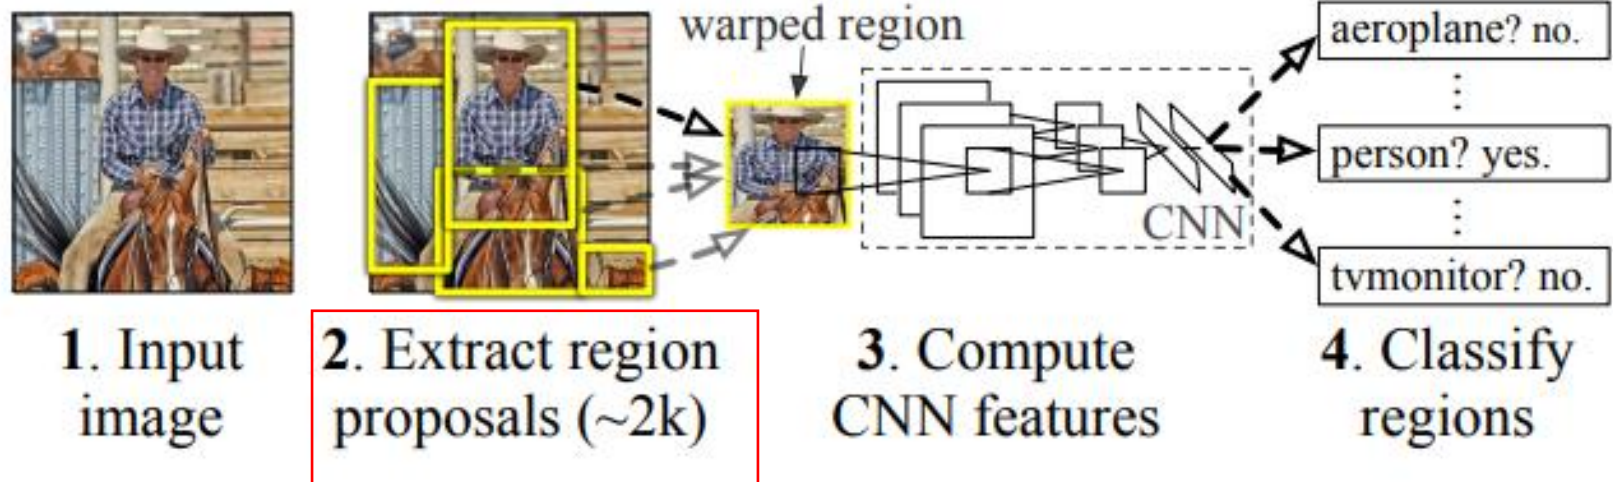 warped region
aeroplane? no.
person? yes.
CNN
tvmonitor? no.
1. Input
image
2. Extract region
proposals (~2k)
3. Compute
CNN features
4. Classify
regions